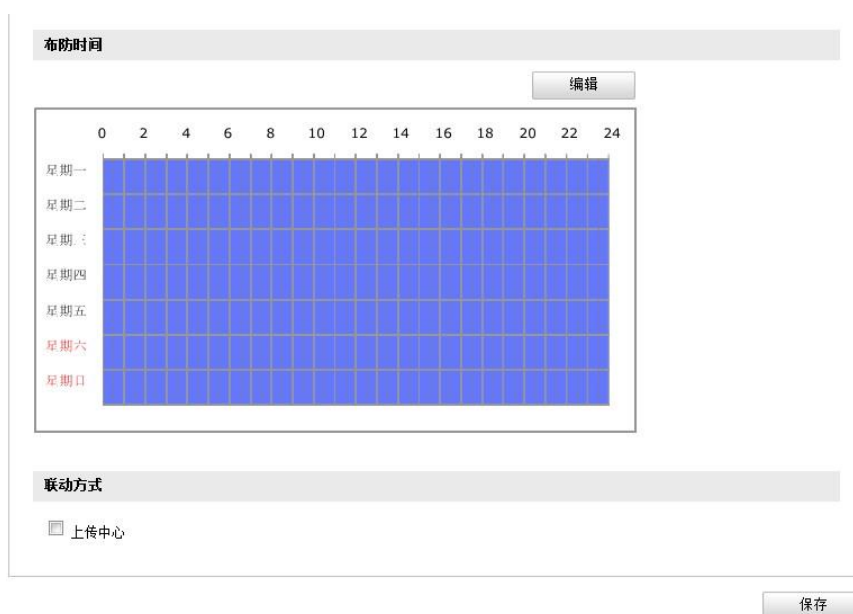 布防时间
编辑
0 2 4 6 8 10 12 14 16 18 20 22 24
星期一
星期二
星期三
星期四
星期五
星期六
星期日
联动方式
上传中心
保存